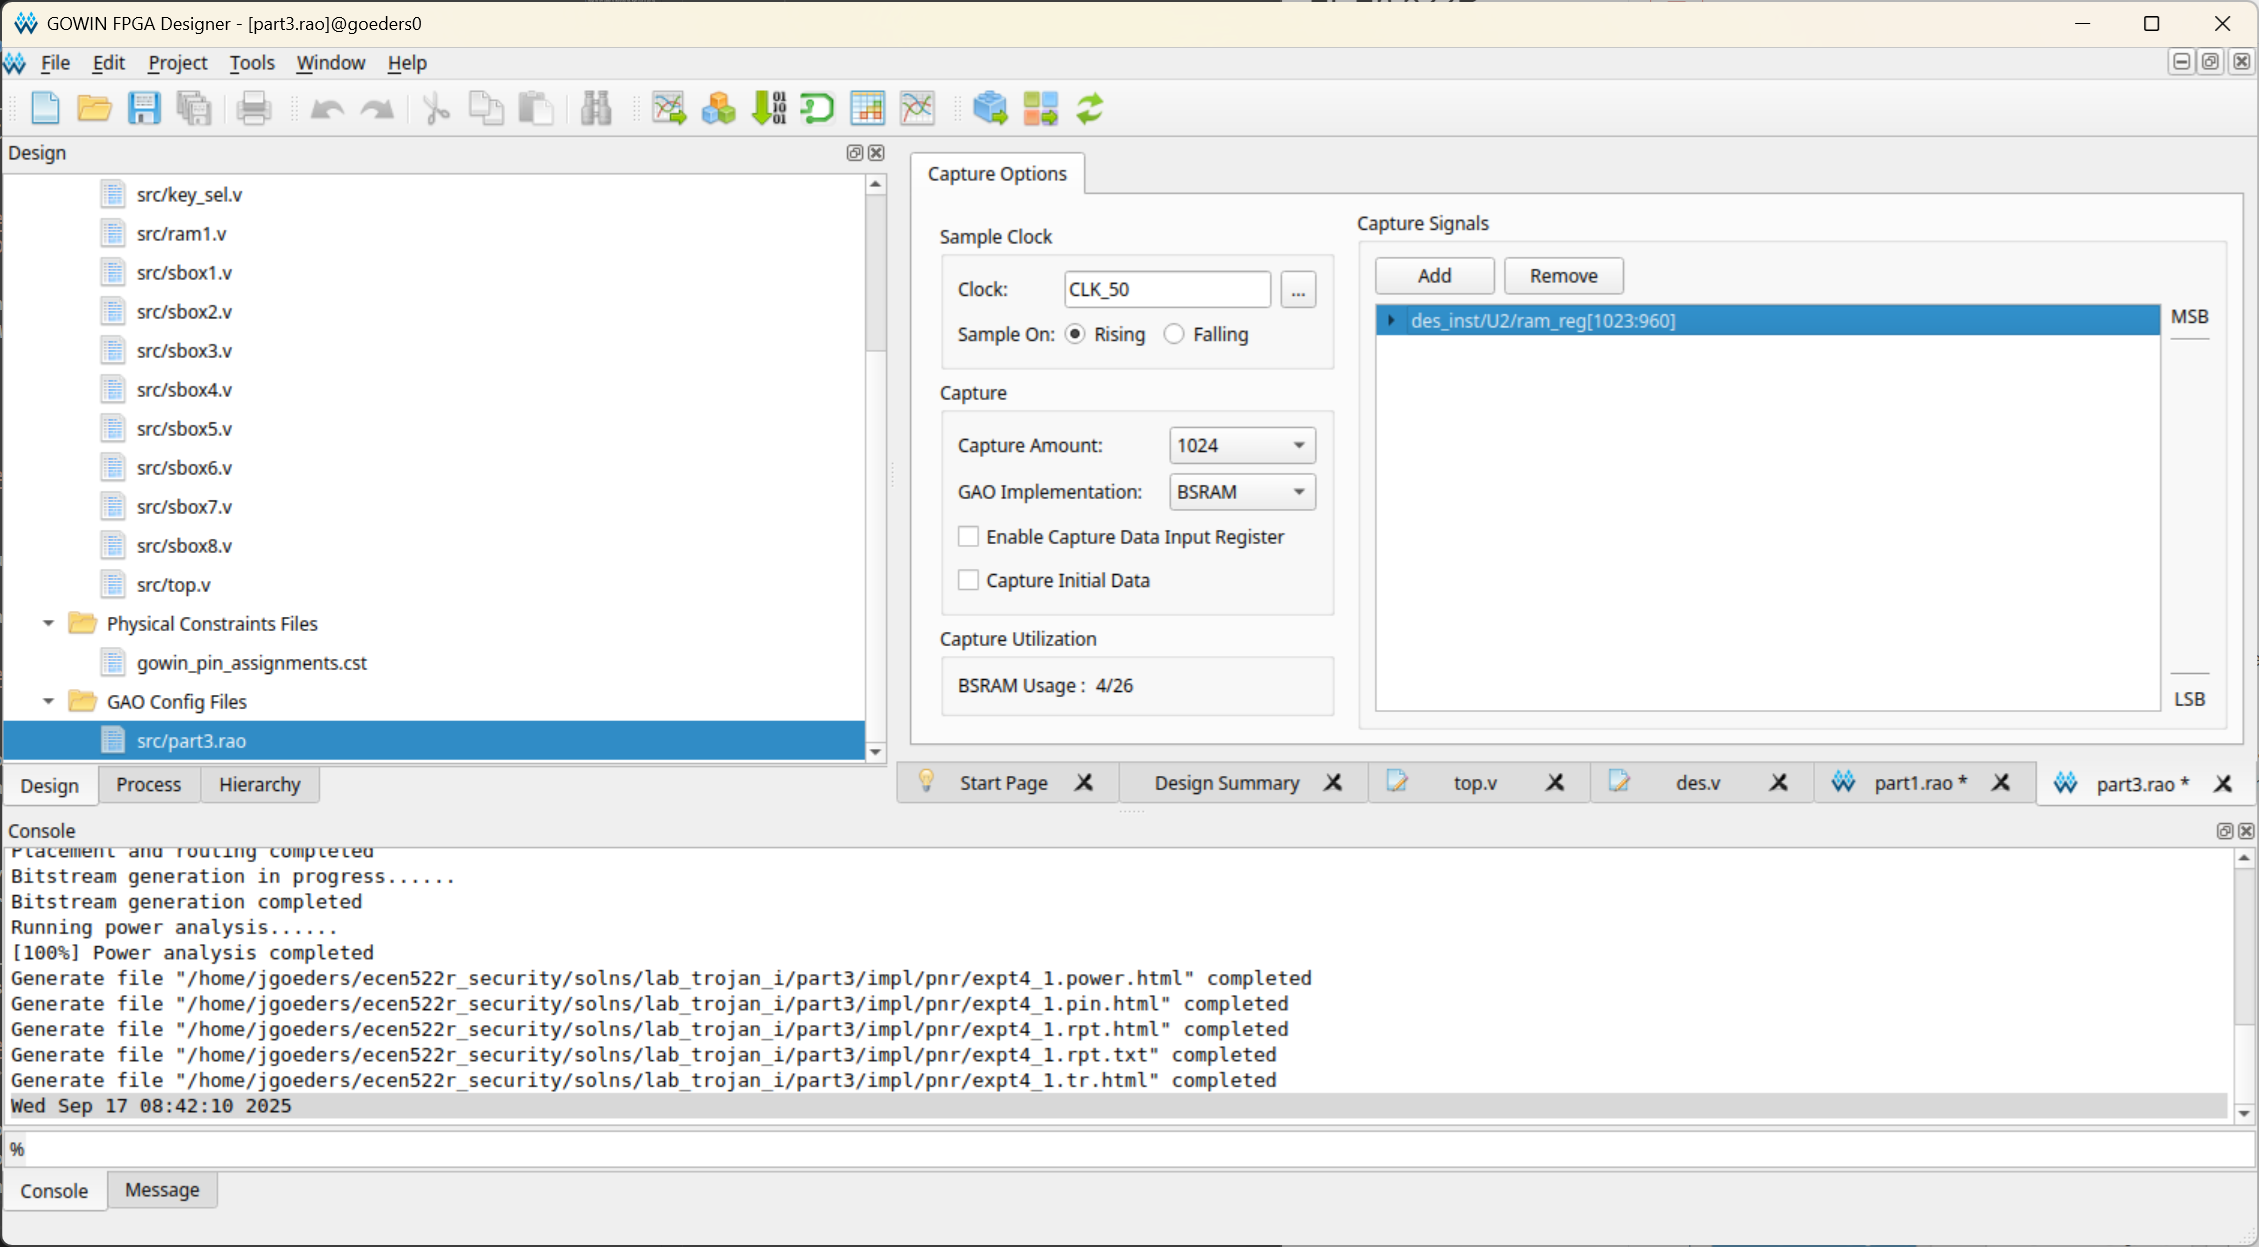 GOWIN FPGA Designer - [part3.rao]@goeders0
File Edit Project Tools Window Help
Design
src/key_sel.v
src/ram1.v
src/sbox1.v
src/sbox2.v
src/sbox3.v
src/sbox4.v
src/sbox5.v
src/sbox6.v
src/sbox7.v
src/sbox8.v
src/top.v
Physical Constraints Files
gowin_pin_assignments.cst
GAO Config Files
src/part3.rao
Design Process Hierarchy
Capture Options
Sample Clock
Clock: CLK_50 ...
Sample On: Rising Falling
Capture
Capture Amount: 1024
GAO Implementation: BSRAM
Enable Capture Data Input Register
Capture Initial Data
Capture Utilization
BSRAM Usage : 4/26
Capture Signals
Add Remove
des_inst/U2/ram_reg[1023:960]
MSB
LSB
Start Page Design Summary top.v des.v part1.rao * part3.rao *
Console
Placement and routing completed
Bitstream generation in progress......
Bitstream generation completed
Running power analysis......
[100%] Power analysis completed
Generate file "/home/jgoeders/ecen522r_security/solns/lab_trojan_i/part3/impl/pnr/expt4_1.power.html" completed
Generate file "/home/jgoeders/ecen522r_security/solns/lab_trojan_i/part3/impl/pnr/expt4_1.pin.html" completed
Generate file "/home/jgoeders/ecen522r_security/solns/lab_trojan_i/part3/impl/pnr/expt4_1.rpt.html" completed
Generate file "/home/jgoeders/ecen522r_security/solns/lab_trojan_i/part3/impl/pnr/expt4_1.rpt.txt" completed
Generate file "/home/jgoeders/ecen522r_security/solns/lab_trojan_i/part3/impl/pnr/expt4_1.tr.html" completed
Wed Sep 17 08:42:10 2025
%
Console Message